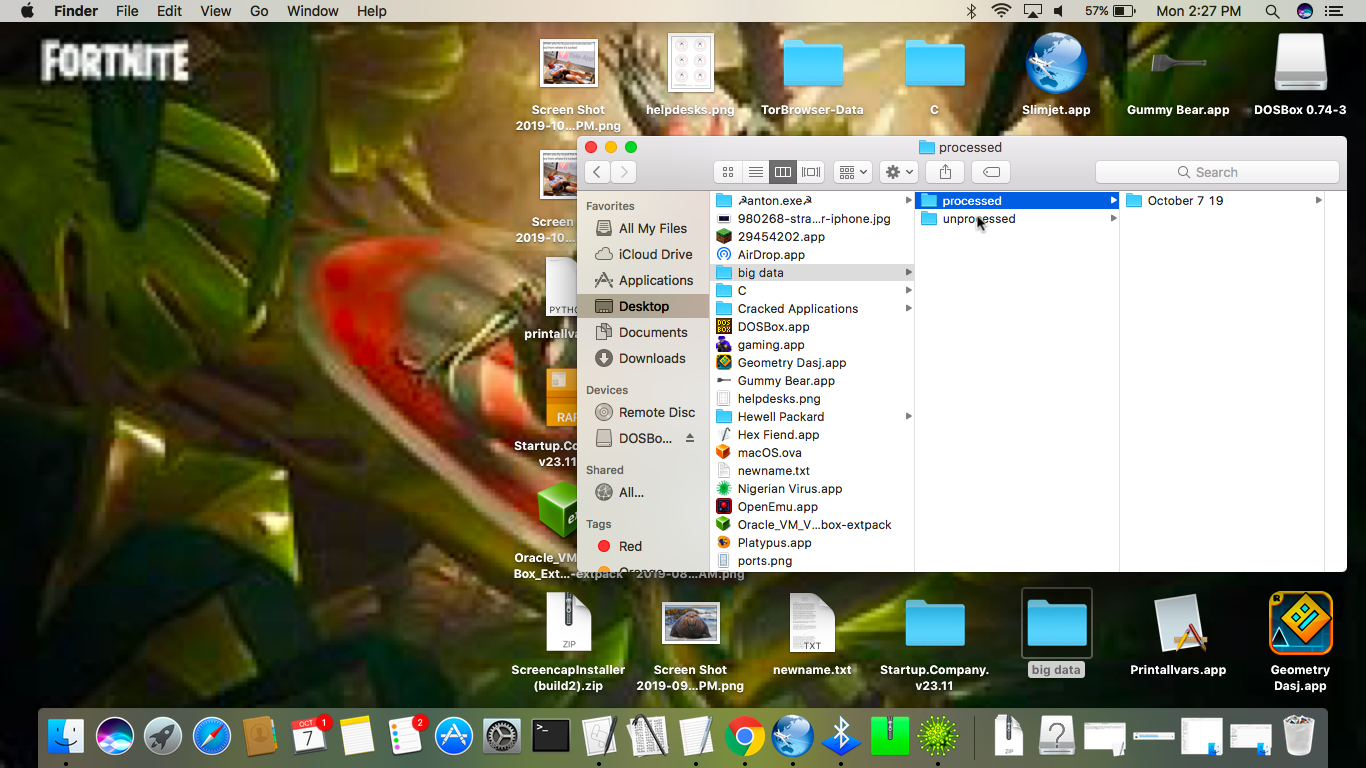 Finder File Edit View Go Window Help
57% Mon 2:27 PM
FORTNITE
Screen Shot
2019-10...PM.png
helpdesks.png
TorBrowser-Data
C
Slimjet.app
Gummy Bear.app
DOSBox 0.74-3
Screen
2019-10
PYTHO
printallva
RAR
Startup.Co
v23.11
Oracle_VM
Box_Ext...-extpack
2019-08...AM.png
processed
Search
Favorites
All My Files
iCloud Drive
Applications
Desktop
Documents
Downloads
Devices
Remote Disc
DOSBo...
Shared
All...
Tags
Red
Orange
☭anton.exe☭
980268-stra...r-iphone.jpg
29454202.app
AirDrop.app
big data
C
Cracked Applications
DOSBox.app
gaming.app
Geometry Dasj.app
Gummy Bear.app
helpdesks.png
Hewell Packard
Hex Fiend.app
macOS.ova
newname.txt
Nigerian Virus.app
OpenEmu.app
Oracle_VM_V...box-extpack
Platypus.app
ports.png
processed
unprocessed
October 7 19
ZIP
ScreencapInstaller
(build2).zip
Screen Shot
2019-09...PM.png
TXT
newname.txt
Startup.Company.
v23.11
big data
Printallvars.app
Geometry
Dasj.app
OCT
7
1
2
ZIP